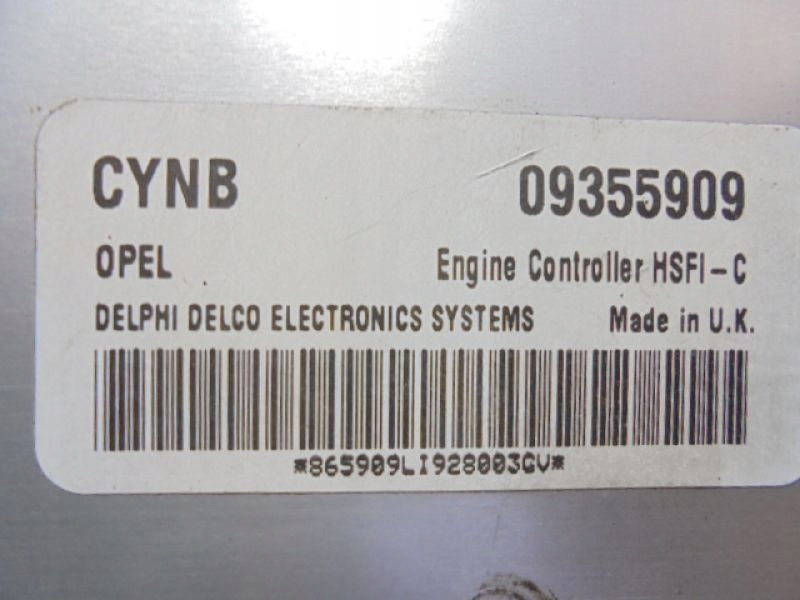 CYNB 09355909
OPEL Engine Controller HSFI-C
DELPHI DELCO ELECTRONICS SYSTEMS Made in U.K.
*865909LI928003GV*